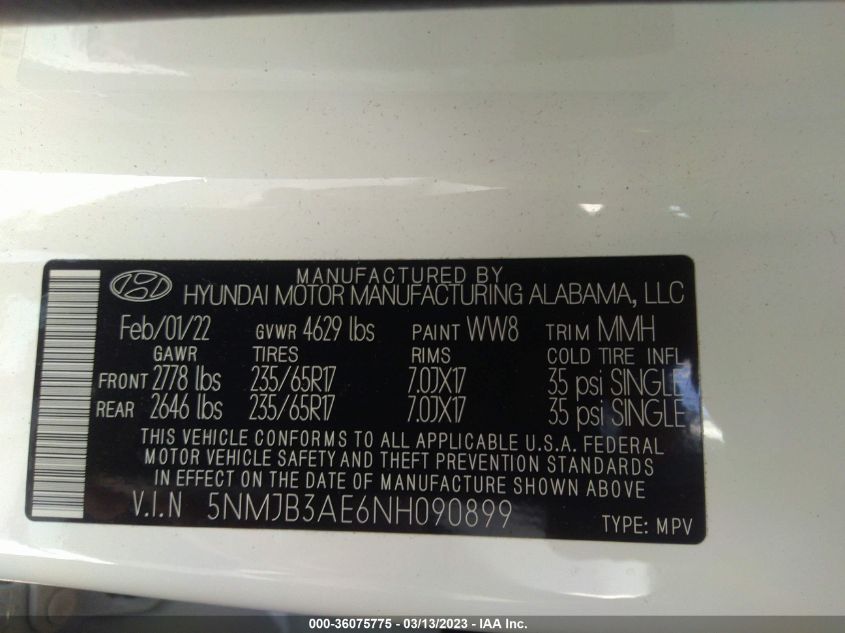 MANUFACTURED BY
HYUNDAI MOTOR MANUFACTURING ALABAMA, LLC
Feb/01/22 GVWR 4629 lbs PAINT WW8 TRIM MMH
GAWR TIRES RIMS COLD TIRE INFL
FRONT 2778 lbs 235/65R17 7.0JX17 35 psi SINGLE
REAR 2646 lbs 235/65R17 7.0JX17 35 psi SINGLE
THIS VEHICLE CONFORMS TO ALL APPLICABLE U.S.A. FEDERAL
MOTOR VEHICLE SAFETY AND THEFT PREVENTION STANDARDS
IN EFFECT ON THE DATE OF MANUFACTURE SHOWN ABOVE
V.I.N 5NMJB3AE6NH090899
TYPE: MPV
000-36075775 - 03/13/2023 - IAA Inc.